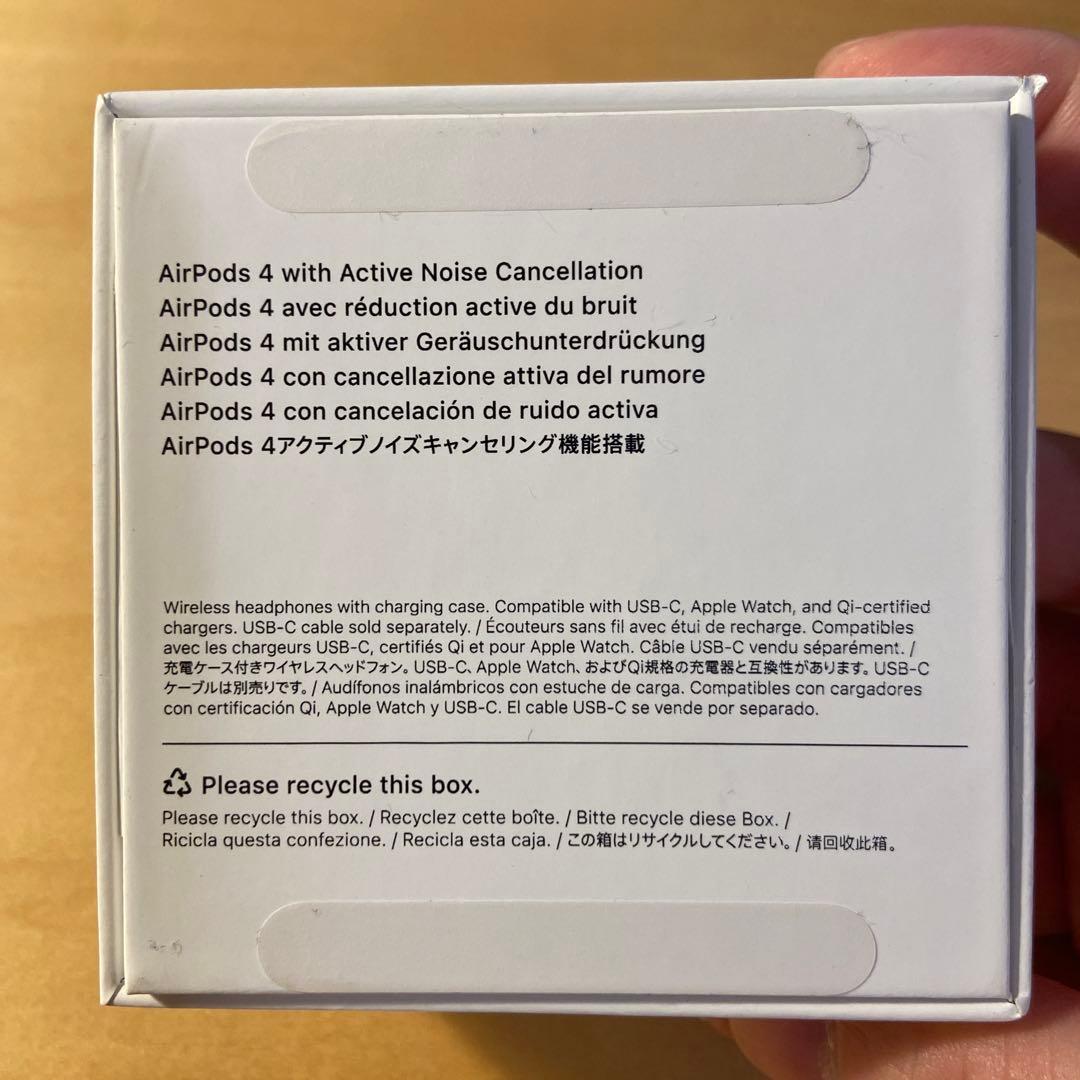 AirPods 4 with Active Noise Cancellation
AirPods 4 avec réduction active du bruit
AirPods 4 mit aktiver Geräuschunterdrückung
AirPods 4 con cancellazione attiva del rumore
AirPods 4 con cancelación de ruido activa
AirPods 4アクティブノイズキャンセリング機能搭載
Wireless headphones with charging case. Compatible with USB-C, Apple Watch, and Qi-certified
chargers. USB-C cable sold separately. / Écouteurs sans fil avec étui de recharge. Compatibles
avec les chargeurs USB-C, certifiés Qi et pour Apple Watch. Câble USB-C vendu séparément. /
充電ケース付きワイヤレスヘッドフォン。USB-C、Apple Watch、およびQi規格の充電器と互換性があります。USB-C
ケーブルは別売りです。/ Audífonos inalámbricos con estuche de carga. Compatibles con cargadores
con certificación Qi, Apple Watch y USB-C. El cable USB-C se vende por separado.
Please recycle this box.
Please recycle this box. / Recyclez cette boîte. / Bitte recycle diese Box. /
Ricicla questa confezione. / Recicla esta caja. / この箱はリサイクルしてください。/ 请回收此箱。